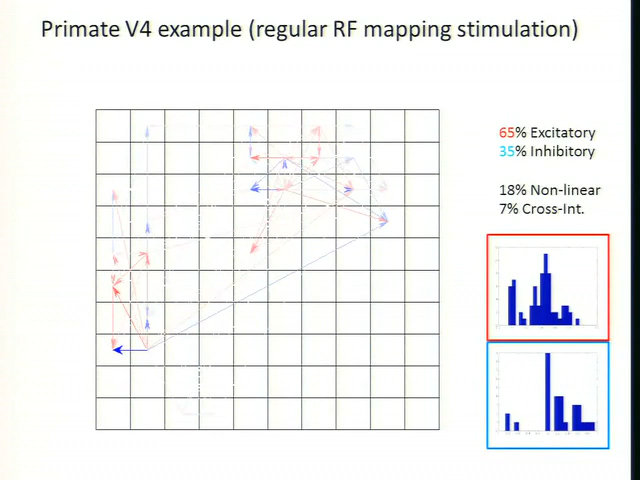 Primate V4 example (regular RF mapping stimulation)
65% Excitatory
35% Inhibitory
18% Non-linear
7% Cross-Int.